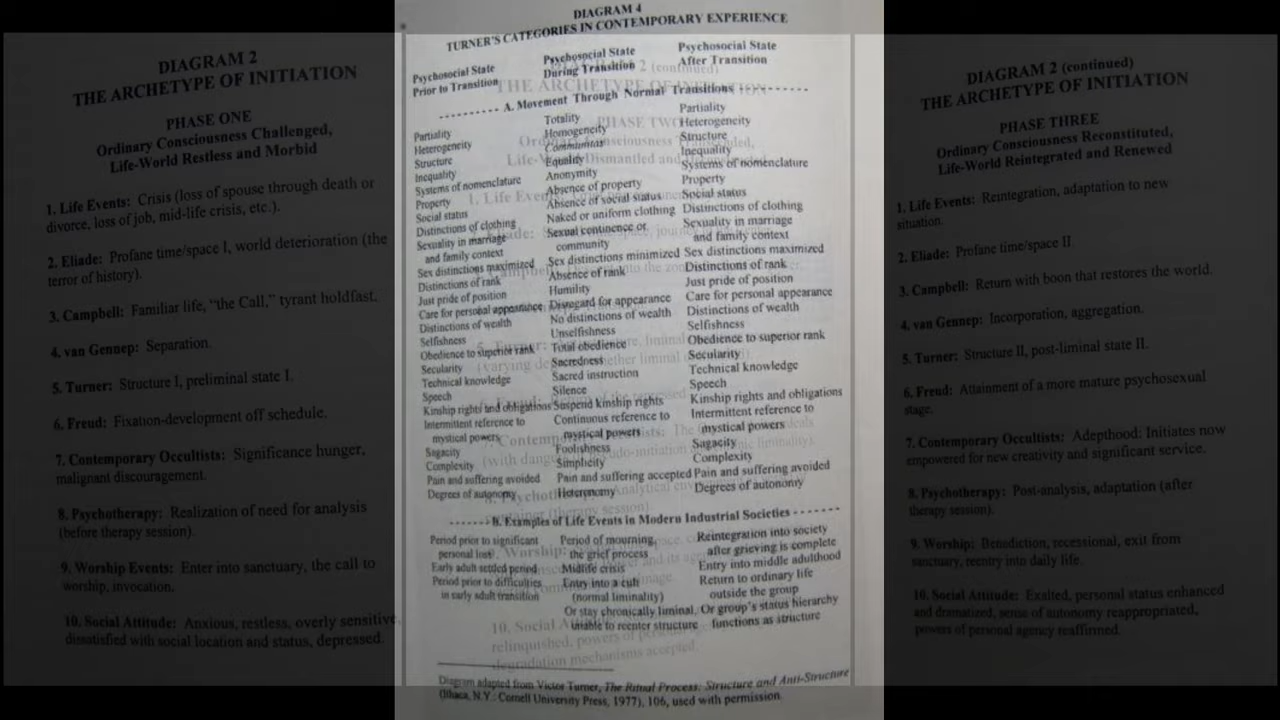 DIAGRAM 2
THE ARCHETYPE OF INITIATION
PHASE ONE
Ordinary Consciousness Challenged,
Life-World Restless and Morbid
1. Life Events: Crisis (loss of spouse through death or
divorce, loss of job, mid-life crisis, etc.).
2. Eliade: Profane time/space I, world deterioration (the
terror of history).
3. Campbell: Familiar life, "the Call," tyrant holdfast.
4. van Gennep: Separation.
5. Turner: Structure I, preliminal state I.
6. Freud: Fixation-development off schedule.
7. Contemporary Occultists: Significance hunger,
malignant discouragement.
8. Psychotherapy: Realization of need for analysis
(before therapy session).
9. Worship Events: Enter into sanctuary, the call to
worship, invocation.
10. Social Attitude: Anxious, restless, overly sensitive,
dissatisfied with social location and status, depressed.
DIAGRAM 4
TURNER'S CATEGORIES IN CONTEMPORARY EXPERIENCE
Psychosocial State Psychosocial State Psychosocial State
Prior to Transition During Transition After Transition
A. Movement Through Normal Transitions
Partiality Totality Partiality
Heterogeneity Homogeneity Heterogeneity
Structure Communitas Structure
Inequality Equality Inequality
Systems of nomenclature Anonymity Systems of nomenclature
Property Absence of property Property
Social status Absence of social status Social status
Distinctions of clothing Naked or uniform clothing Distinctions of clothing
Sexuality in marriage Sexual continence or Sexuality in marriage
and family context community and family context
Sex distinctions maximized Sex distinctions minimized Sex distinctions maximized
Distinctions of rank Absence of rank Distinctions of rank
Just pride of position Humility Just pride of position
Care for personal appearance Disregard for appearance Care for personal appearance
Distinctions of wealth No distinctions of wealth Distinctions of wealth
Selfishness Unselfishness Selfishness
Obedience to superior rank Total obedience Obedience to superior rank
Secularity Sacredness Secularity
Technical knowledge Sacred instruction Technical knowledge
Speech Silence Speech
Kinship rights and obligations Suspend kinship rights Kinship rights and obligations
Intermittent reference to Continuous reference to Intermittent reference to
mystical powers mystical powers mystical powers
Sagacity Foolishness Sagacity
Complexity Simplicity Complexity
Pain and suffering avoided Pain and suffering accepted Pain and suffering avoided
Degrees of autonomy Heteronomy Degrees of autonomy
B. Examples of Life Events in Modern Industrial Societies
Period prior to significant Period of mourning, Reintegration into society
personal loss the grief process after grieving is complete
Early adult settled period Midlife crisis Entry into middle adulthood
Period prior to difficulties Entry into a cult Return to ordinary life
in early adult transition (normal liminality) outside the group
Or stay chronically liminal, Or group's status hierarchy
unable to reenter structure functions as structure
Diagram adapted from Victor Turner, The Ritual Process: Structure and Anti-Structure
(Ithaca, N.Y.: Cornell University Press, 1977), 106, used with permission.
2 (continued)
THE ARCHETYPE OF INITIATION
PHASE TWO
10. Social
relinquished, powers of
degradation mechanisms accepted.
DIAGRAM 2 (continued)
THE ARCHETYPE OF INITIATION
PHASE THREE
Ordinary Consciousness Reconstituted,
Life-World Reintegrated and Renewed
1. Life Events: Reintegration, adaptation to new
situation.
2. Eliade: Profane time/space II
3. Campbell: Return with boon that restores the world.
4. van Gennep: Incorporation, aggregation.
5. Turner: Structure II, post-liminal state II.
6. Freud: Attainment of a more mature psychosexual
stage.
7. Contemporary Occultists: Adepthood: Initiates now
empowered for new creativity and significant service.
8. Psychotherapy: Post-analysis, adaptation (after
therapy session).
9. Worship: Benediction, recessional, exit from
sanctuary, reentry into daily life.
10. Social Attitude: Exalted, personal status enhanced
and dramatized, sense of autonomy reappropriated,
powers of personal agency reaffirmed.